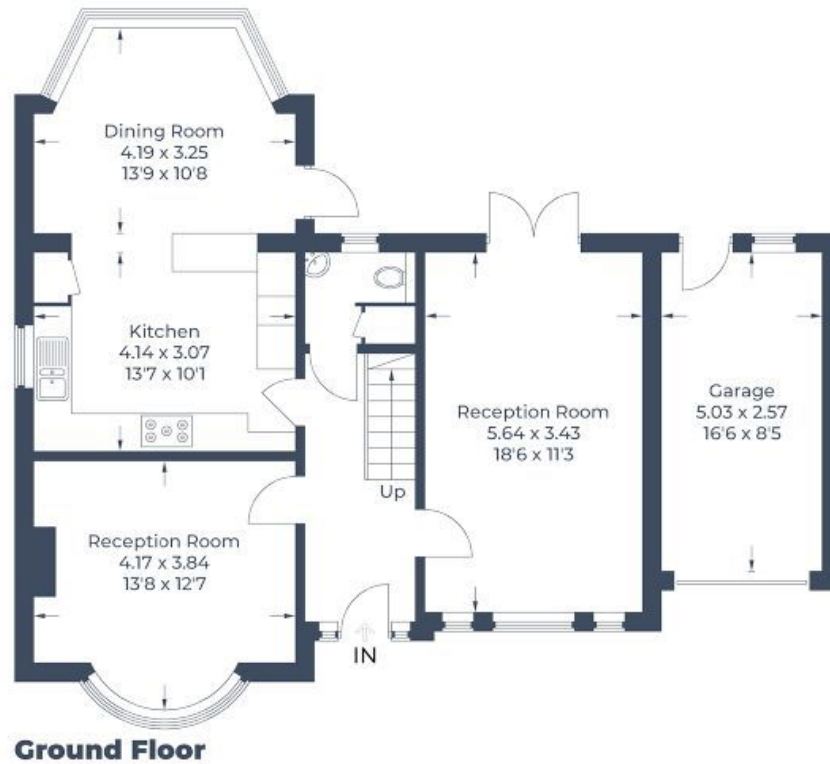 Dining Room
4.19 x 3.25
13'9 x 10'8
Kitchen
4.14 x 3.07
13'7 x 10'1
Reception Room
5.64 x 3.43
18'6 x 11'3
Garage
5.03 x 2.57
16'6 x 8'5
Up
Reception Room
4.17 x 3.84
13'8 x 12'7
IN
Ground Floor